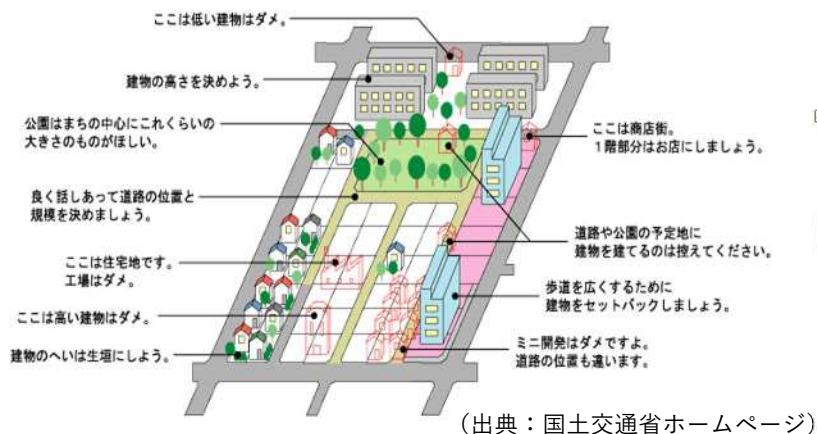 ここは低い建物はダメ。
建物の高さを決めよう。
公園はまちの中心にこれくらいの
大きさのものがほしい。
ここは商店街。
１階部分はお店にしましょう。
良く話しあって道路の位置と
規模を決めましょう。
道路や公園の予定地に
建物を建てるのは控えてください。
ここは住宅地です。
工場はダメ。
歩道を広くするために
建物をセットバックしましょう。
ここは高い建物はダメ。
ミニ開発はダメですよ。
道路の位置も違います。
建物のへいは生垣にしよう。
（出典：国土交通省ホームページ）